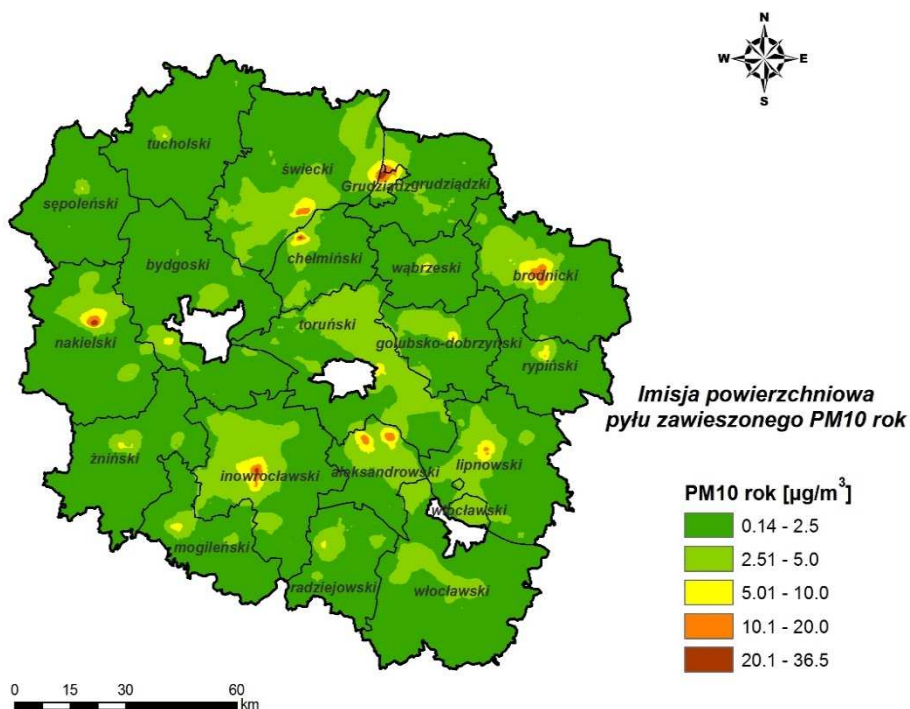 N
W E
S
tucholski
świecki
sępoleński
Grudziądz
grudziądzki
bydgoski
chełmiński
wąbrzeski
brodnicki
toruński
nakielski
golubsko-dobrzyński
rypiński
Imisja powierzchniowa
pyłu zawieszonego PM10 rok
żniński
inowrocławski
aleksandrowski
lipnowski
włocławski
mogileński
radziejowski
włocławski
PM10 rok [µg/m³]
0.14 - 2.5
2.51 - 5.0
5.01 - 10.0
10.1 - 20.0
20.1 - 36.5
0 15 30 60
km